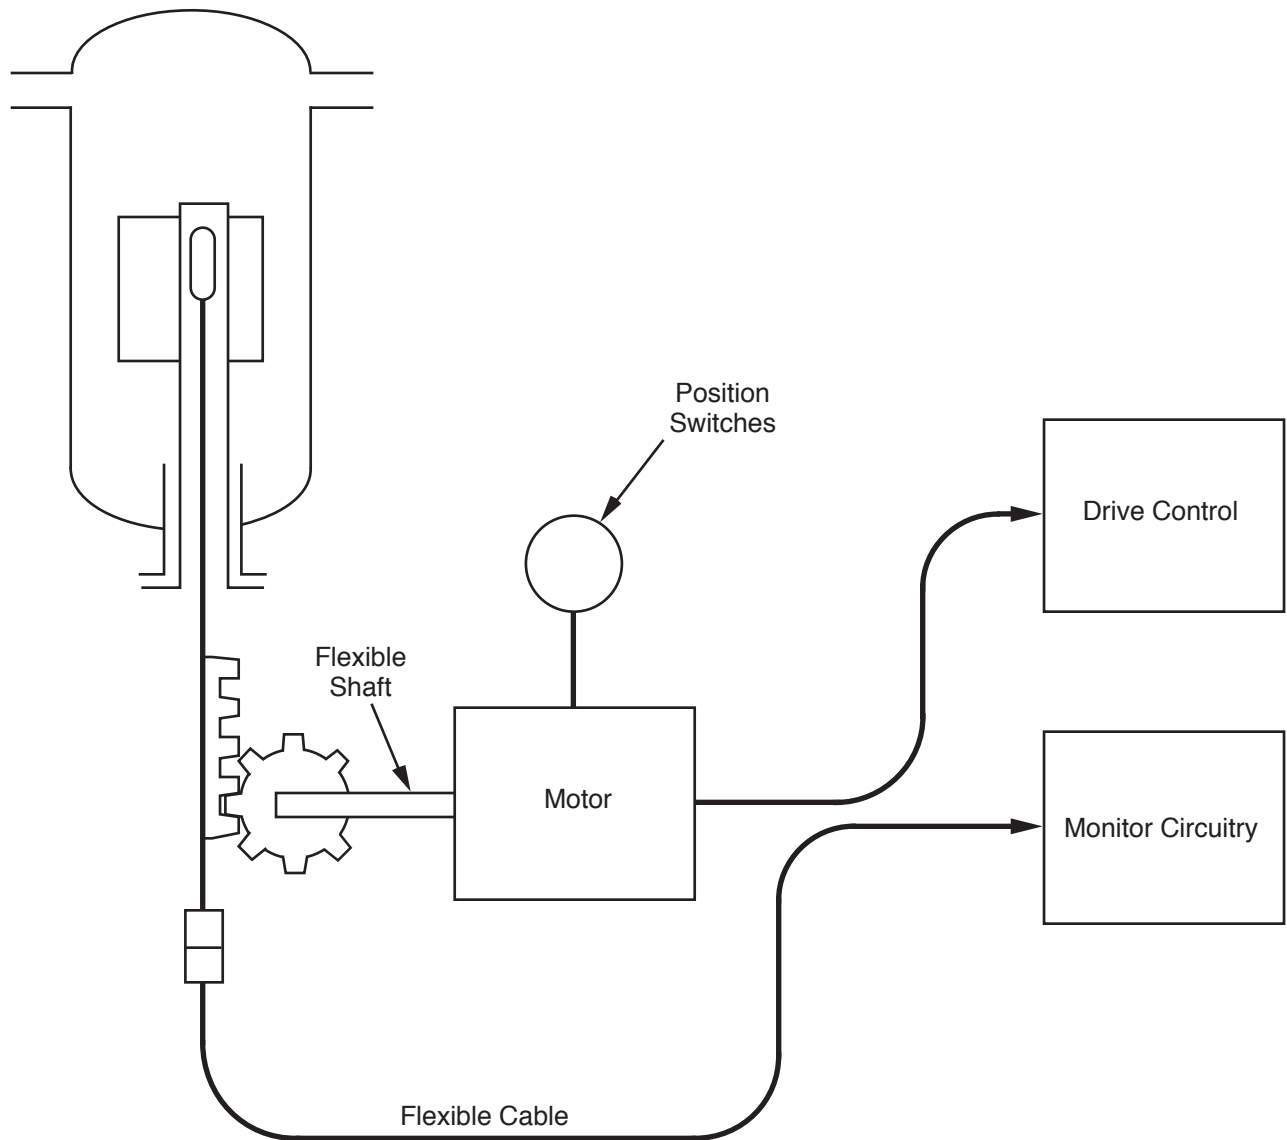 Position
Switches
Drive Control
Flexible
Shaft
Motor
Monitor Circuitry
Flexible Cable